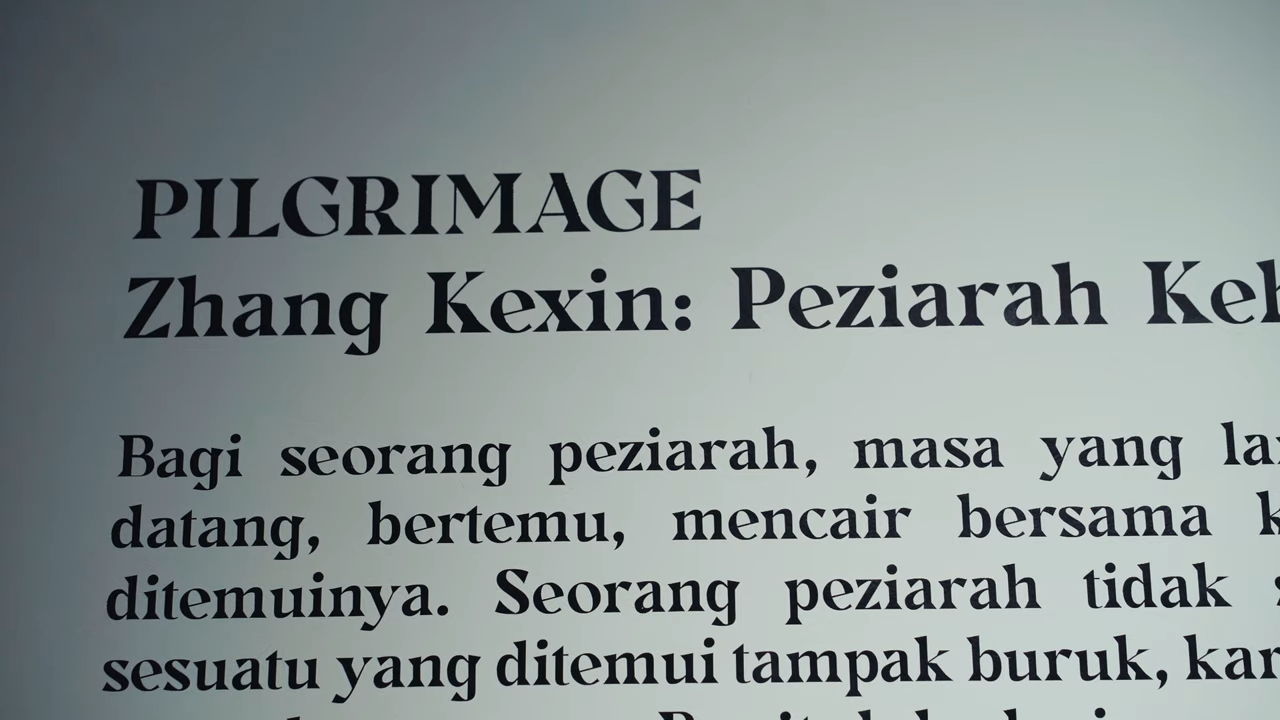 PILGRIMAGE
Zhang Kexin: Peziarah
Bagi seorang peziarah, masa yang
datang, bertemu, mencair bersama
ditemuinya. Seorang peziarah tidak
sesuatu yang ditemui tampak buruk,